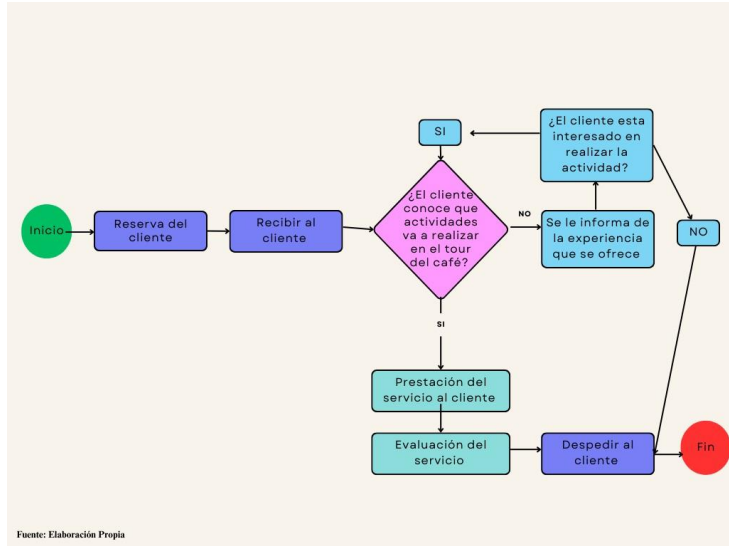 Inicio
Reserva del
cliente
Recibir al
cliente
¿El cliente
conoce que
actividades
va a realizar
en el tour
del café?
SI
¿El cliente esta
interesado en
realizar la
actividad?
NO
Se le informa de
la experiencia
que se ofrece
NO
SI
Prestación del
servicio al cliente
Evaluación del
servicio
Despedir al
cliente
Fin
Fuente: Elaboración Propia